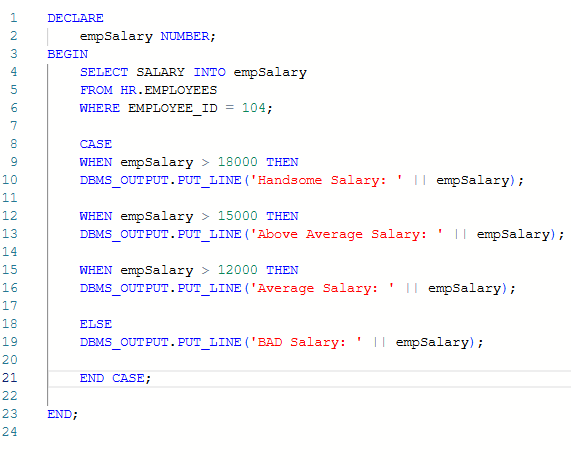 1 DECLARE
2 empSalary NUMBER;
3 BEGIN
4 SELECT SALARY INTO empSalary
5 FROM HR.EMPLOYEES
6 WHERE EMPLOYEE_ID = 104;
7
8 CASE
9 WHEN empSalary > 18000 THEN
10 DBMS_OUTPUT.PUT_LINE('Handsome Salary: ' || empSalary);
11
12 WHEN empSalary > 15000 THEN
13 DBMS_OUTPUT.PUT_LINE('Above Average Salary: ' || empSalary);
14
15 WHEN empSalary > 12000 THEN
16 DBMS_OUTPUT.PUT_LINE('Average Salary: ' || empSalary);
17
18 ELSE
19 DBMS_OUTPUT.PUT_LINE('BAD Salary: ' || empSalary);
20
21 END CASE;
22
23 END;
24